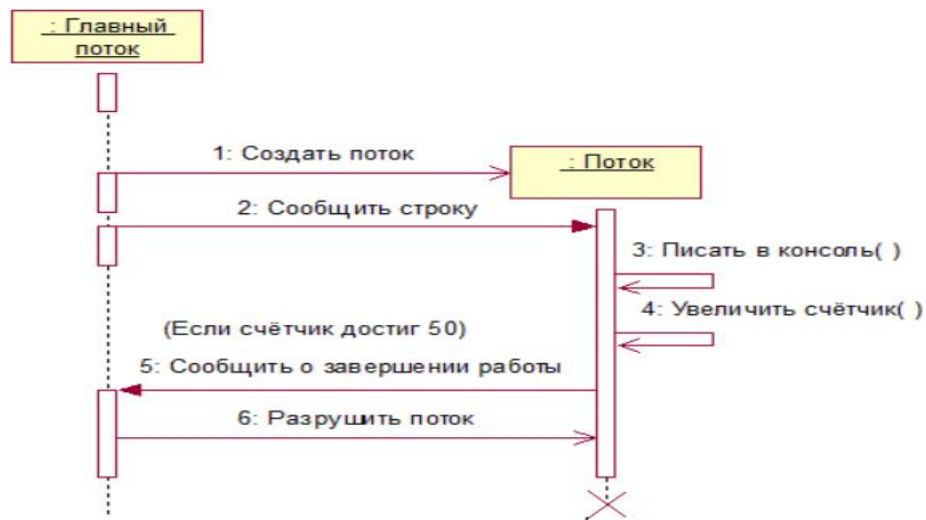 : Главный
поток
1: Создать поток
: Поток
2: Сообщить строку
3: Писать в консоль( )
4: Увеличить счётчик( )
(Если счётчик достиг 50)
5: Сообщить о завершении работы
6: Разрушить поток